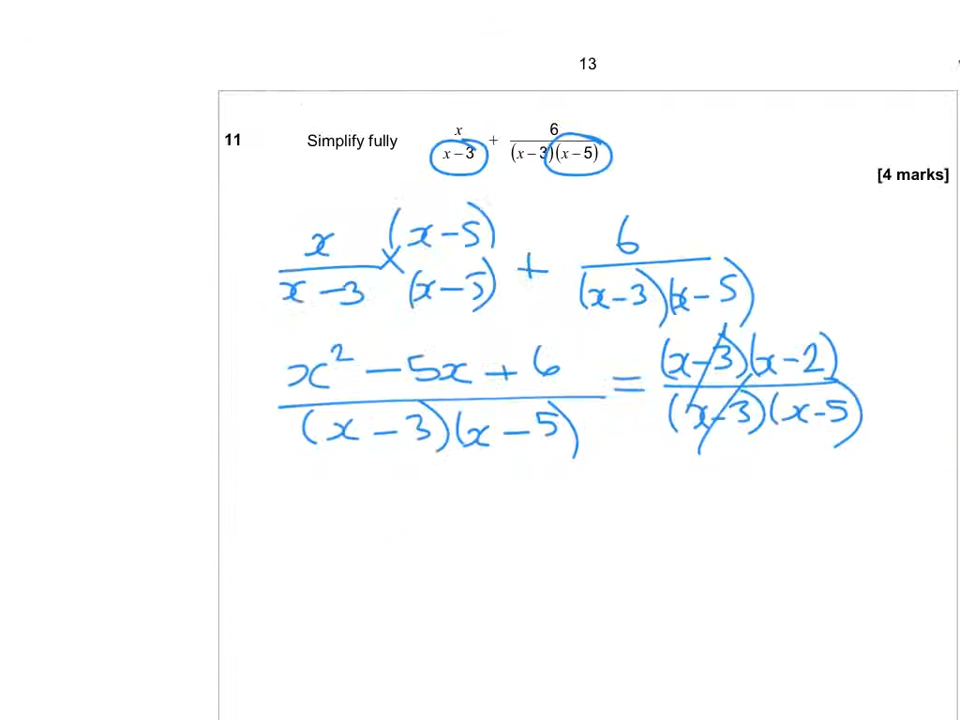 13
11 Simplify fully x/(x – 3) + 6/((x – 3)(x – 5))
[4 marks]
x/(x – 3) × (x – 5)/(x – 5) + 6/((x – 3)(x – 5))
(x² – 5x + 6)/((x – 3)(x – 5)) = ((x – 3)(x – 2))/((x – 3)(x – 5))